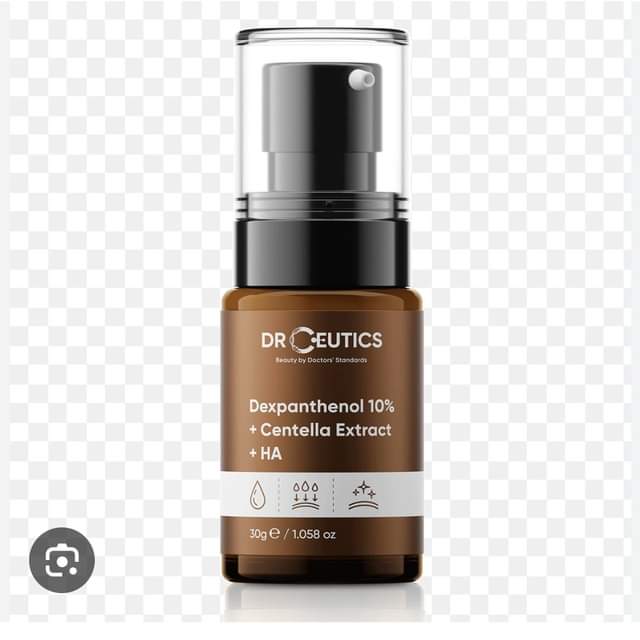 DR CEUTICS
Beauty by Doctors' Standards
Dexpanthenol 10%
+ Centella Extract
+ HA
30g ℮ / 1.058 oz